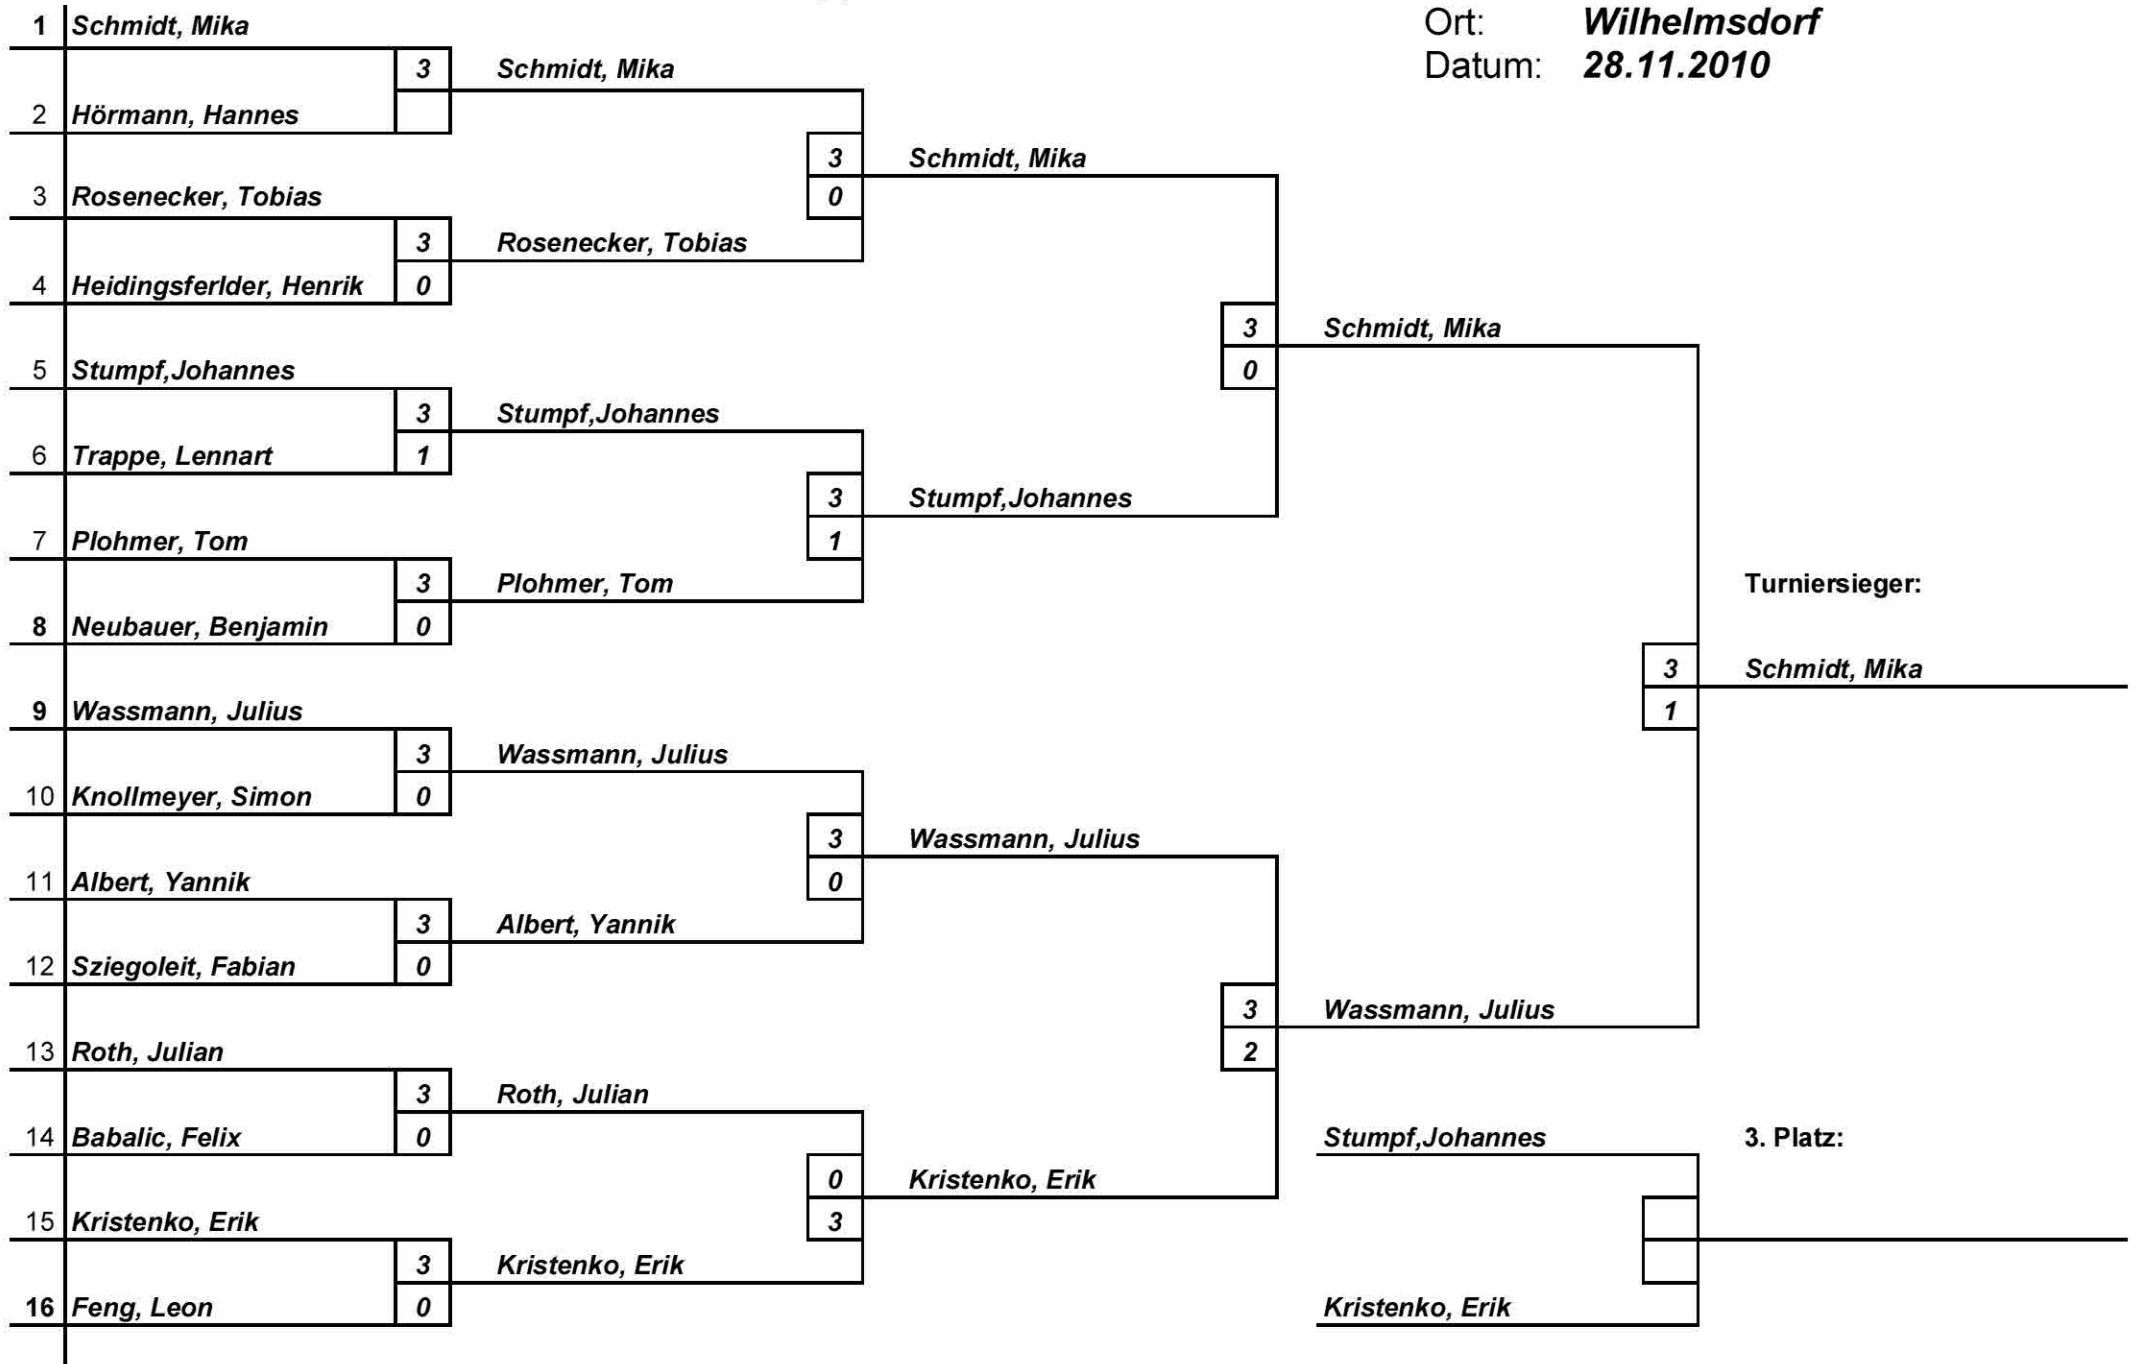 Ort: Wilhelmsdorf
1 Schmidt, Mika
3 Schmidt, Mika
Datum: 28.11.2010
2 Hörmann, Hannes
3 Schmidt, Mika
3 Rosenecker, Tobias
0
3 Rosenecker, Tobias
4 Heidingsferlder, Henrik 0
3 Schmidt, Mika
5 Stumpf,Johannes
0
3 Stumpf,Johannes
6 Trappe, Lennart 1
3 Stumpf,Johannes
7 Plohmer, Tom
1
3 Plohmer, Tom
Turniersieger:
8 Neubauer, Benjamin 0
3 Schmidt, Mika
9 Wassmann, Julius
1
3 Wassmann, Julius
10 Knollmeyer, Simon 0
3 Wassmann, Julius
11 Albert, Yannik
0
3 Albert, Yannik
12 Sziegoleit, Fabian 0
3 Wassmann, Julius
13 Roth, Julian
2
3 Roth, Julian
14 Babalic, Felix 0
Stumpf,Johannes
3. Platz:
0 Kristenko, Erik
15 Kristenko, Erik
3
3 Kristenko, Erik
16 Feng, Leon 0
Kristenko, Erik